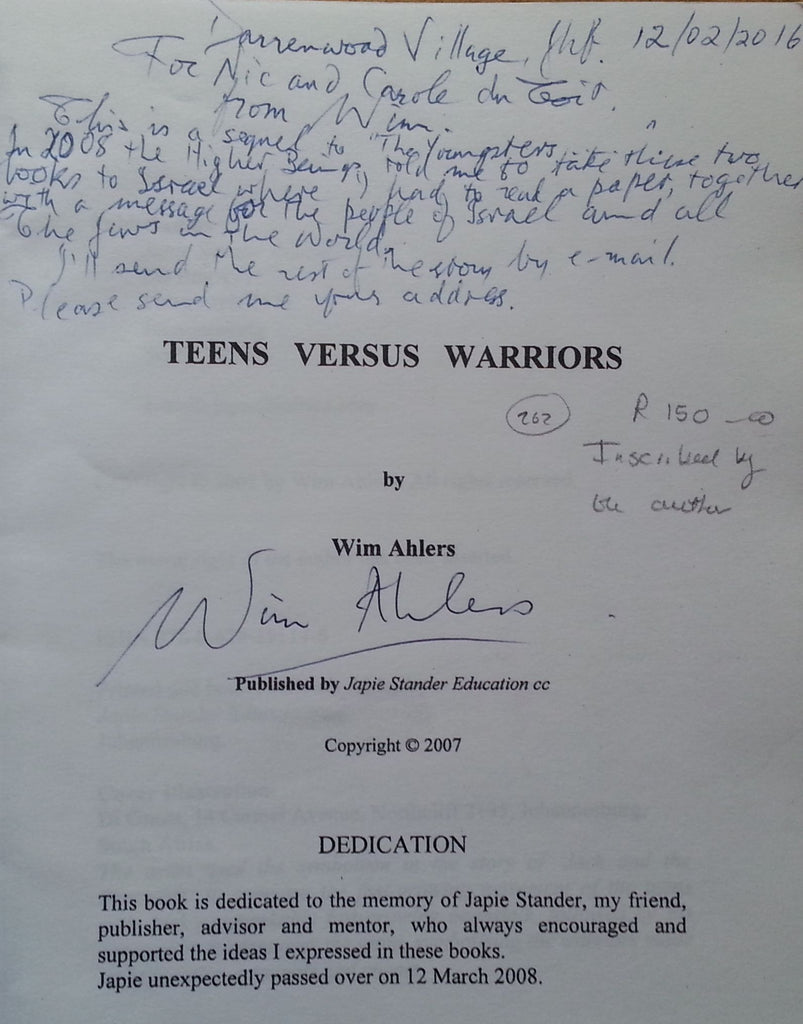 Darrenwood Village, Jhb. 12/02/2016
For Nic and Carole du Toit,
from Wim.
This is a sequel to "The Youngsters
In 2008 the Higher Beings, told me to take these two
books to Israel where I had to read a paper, together
with a message for the people of Israel and all
The Jews in the World.
I'll send the rest of the story by e-mail.
Please send me your address.
TEENS VERSUS WARRIORS
262
R 150-00
Inscribed by
the author
by
Wim Ahlers
Wim Ahlers
Published by Japie Stander Education cc
Copyright © 2007
DEDICATION
This book is dedicated to the memory of Japie Stander, my friend,
publisher, advisor and mentor, who always encouraged and
supported the ideas I expressed in these books.
Japie unexpectedly passed over on 12 March 2008.